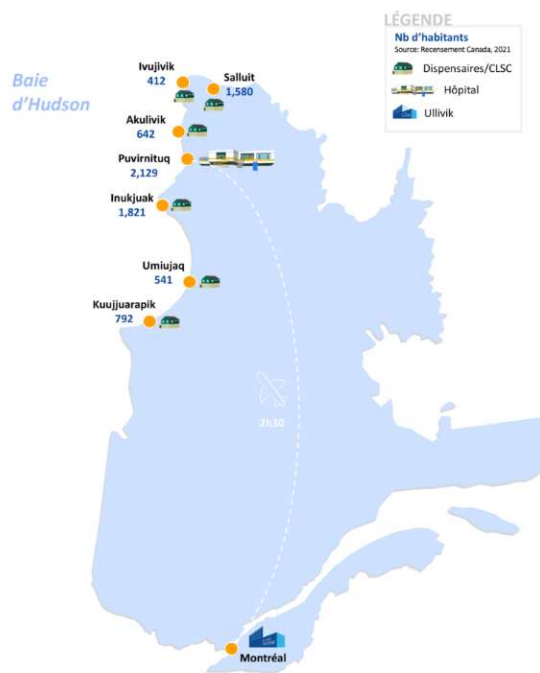 LÉGENDE
Nb d'habitants
Source: Recensement Canada, 2021
Dispensaires/CLSC
Hôpital
Ullivik
Baie
d'Hudson
Ivujivik
412
Salluit
1,580
Akulivik
642
Puvirnituq
2,129
Inukjuak
1,821
Umiujaq
541
Kuujjuarapik
792
2h30
Montréal